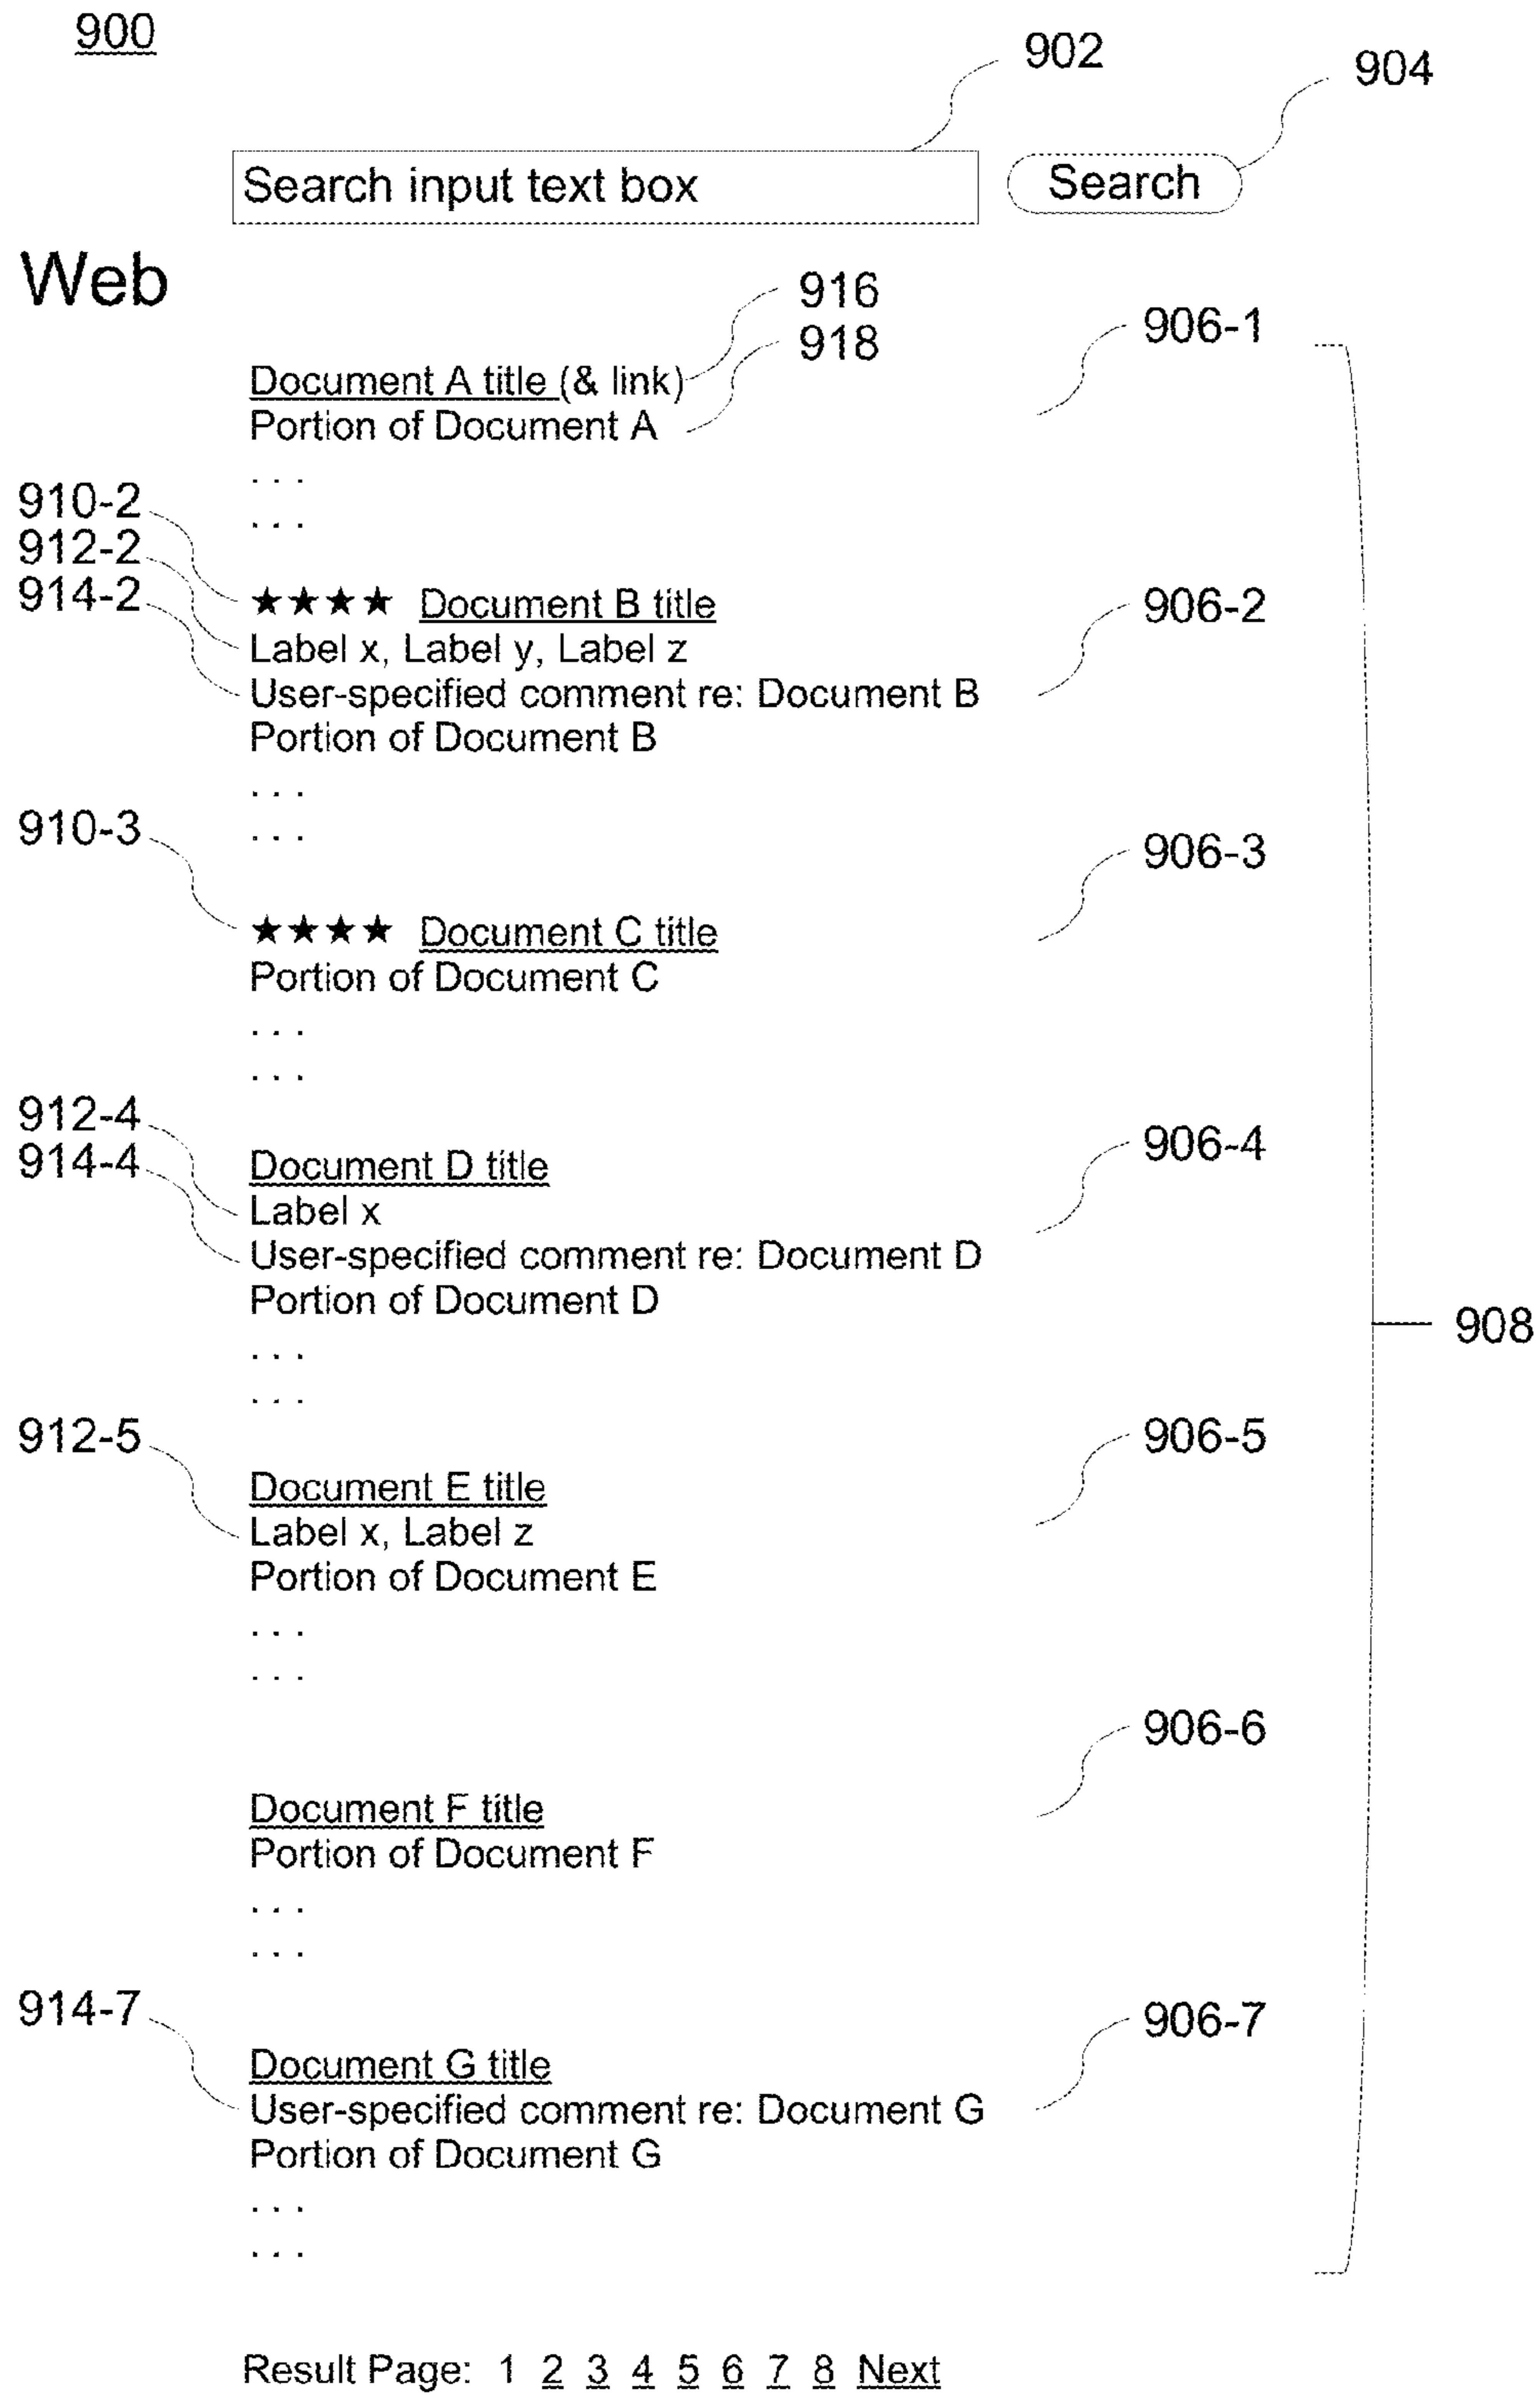 900
902
904
Search input text box
Search
Web
916
918
906-1
Document A title (& link)
Portion of Document A
. . .
. . .
910-2
912-2
914-2
★★★★ Document B title
906-2
Label x, Label y, Label z
User-specified comment re: Document B
Portion of Document B
. . .
. . .
910-3
906-3
★★★★ Document C title
Portion of Document C
. . .
. . .
912-4
914-4
906-4
Document D title
Label x
User-specified comment re: Document D
Portion of Document D
908
. . .
. . .
912-5
906-5
Document E title
Label x, Label z
Portion of Document E
. . .
. . .
906-6
Document F title
Portion of Document F
. . .
. . .
914-7
906-7
Document G title
User-specified comment re: Document G
Portion of Document G
. . .
. . .
Result Page: 1 2 3 4 5 6 7 8 Next